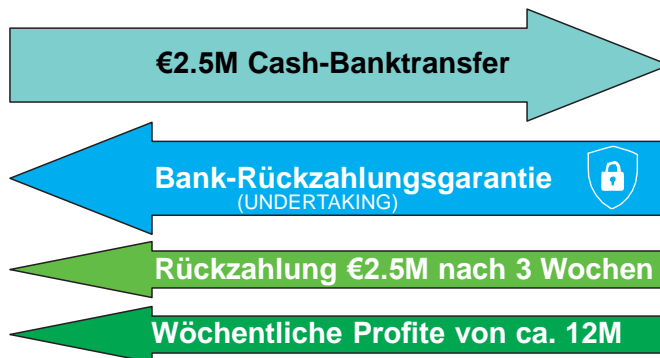 €2.5M Cash-Banktransfer
Bank-Rückzahlungsgarantie
(UNDERTAKING)
Rückzahlung €2.5M nach 3 Wochen
Wöchentliche Profite von ca. 12M